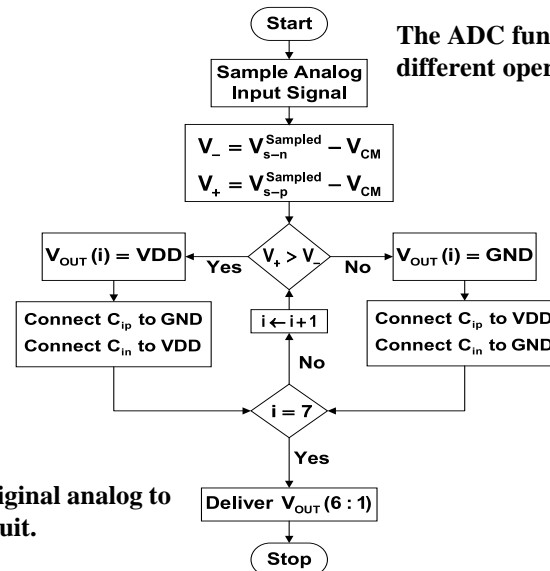 Start
The ADC fun
different oper
Sample Analog
Input Signal
V₋ = V_{s-n}^{Sampled} − V_{CM}
V₊ = V_{s-p}^{Sampled} − V_{CM}
V_{OUT}(i) = VDD
Yes
V₊ > V₋
No
V_{OUT}(i) = GND
Connect C_{ip} to GND
Connect C_{in} to VDD
i ← i+1
Connect C_{ip} to VDD
Connect C_{in} to GND
No
i = 7
Yes
iginal analog to
uit.
Deliver V_{OUT}(6 : 1)
Stop